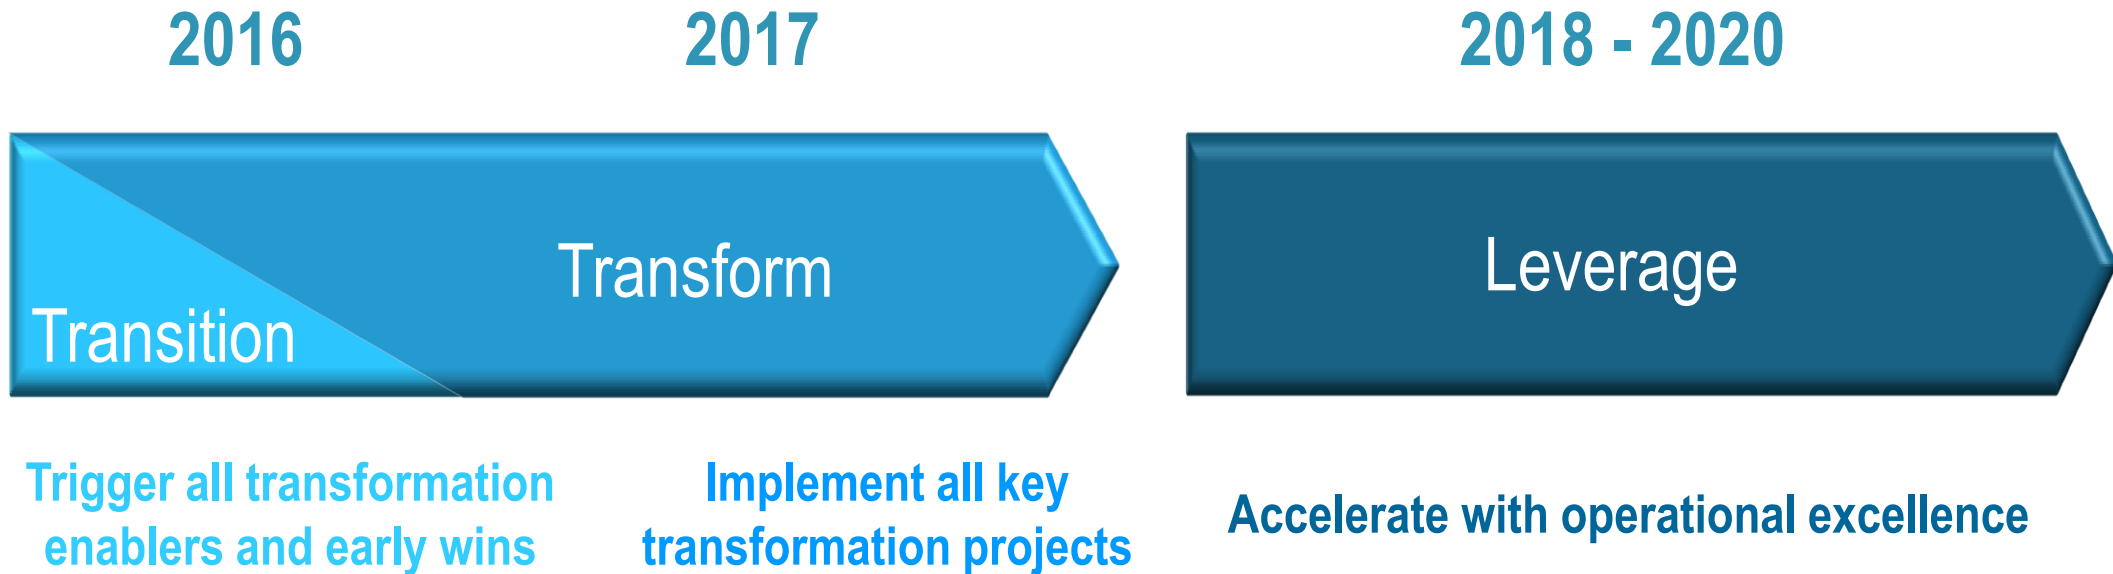 2016
2017
2018 - 2020
Transition
Transform
Leverage
Trigger all transformation
enablers and early wins
Implement all key
transformation projects
Accelerate with operational excellence